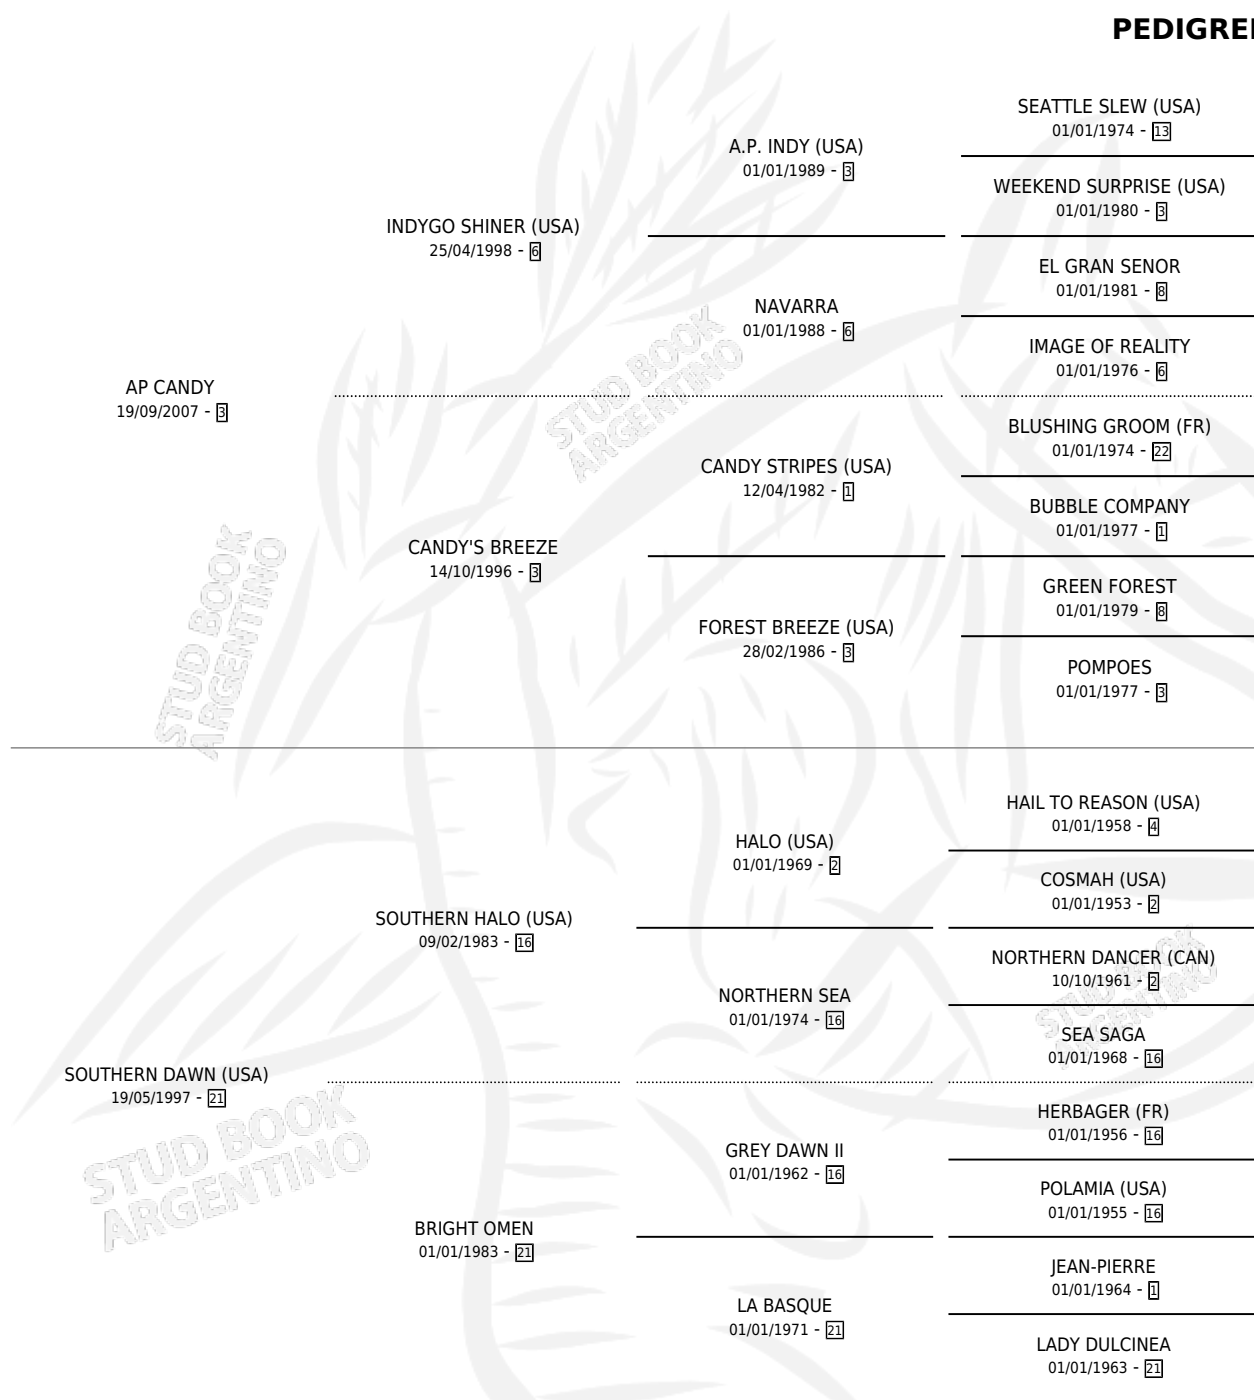 PEDIGREE
SEATTLE SLEW (USA)
01/01/1974 - 13
A.P. INDY (USA)
01/01/1989 - 3
WEEKEND SURPRISE (USA)
01/01/1980 - 3
INDYGO SHINER (USA)
25/04/1998 - 6
EL GRAN SENOR
01/01/1981 - 8
NAVARRA
01/01/1988 - 6
IMAGE OF REALITY
01/01/1976 - 6
AP CANDY
19/09/2007 - 3
BLUSHING GROOM (FR)
01/01/1974 - 22
CANDY STRIPES (USA)
12/04/1982 - 1
BUBBLE COMPANY
01/01/1977 - 1
CANDY'S BREEZE
14/10/1996 - 3
GREEN FOREST
01/01/1979 - 8
FOREST BREEZE (USA)
28/02/1986 - 3
POMPOES
01/01/1977 - 3
STUD BOOK
ARGENTINO
STUD BOOK
ARGENTINO
HAIL TO REASON (USA)
01/01/1958 - 4
HALO (USA)
01/01/1969 - 2
COSMAH (USA)
01/01/1953 - 2
SOUTHERN HALO (USA)
09/02/1983 - 16
NORTHERN DANCER (CAN)
10/10/1961 - 2
NORTHERN SEA
01/01/1974 - 16
SEA SAGA
01/01/1968 - 16
STUD BOOK
ARGENTINO
SOUTHERN DAWN (USA)
19/05/1997 - 21
HERBAGER (FR)
01/01/1956 - 16
GREY DAWN II
01/01/1962 - 16
POLAMIA (USA)
01/01/1955 - 16
BRIGHT OMEN
01/01/1983 - 21
JEAN-PIERRE
01/01/1964 - 1
LA BASQUE
01/01/1971 - 21
LADY DULCINEA
01/01/1963 - 21
STUD BOOK
ARGENTINO